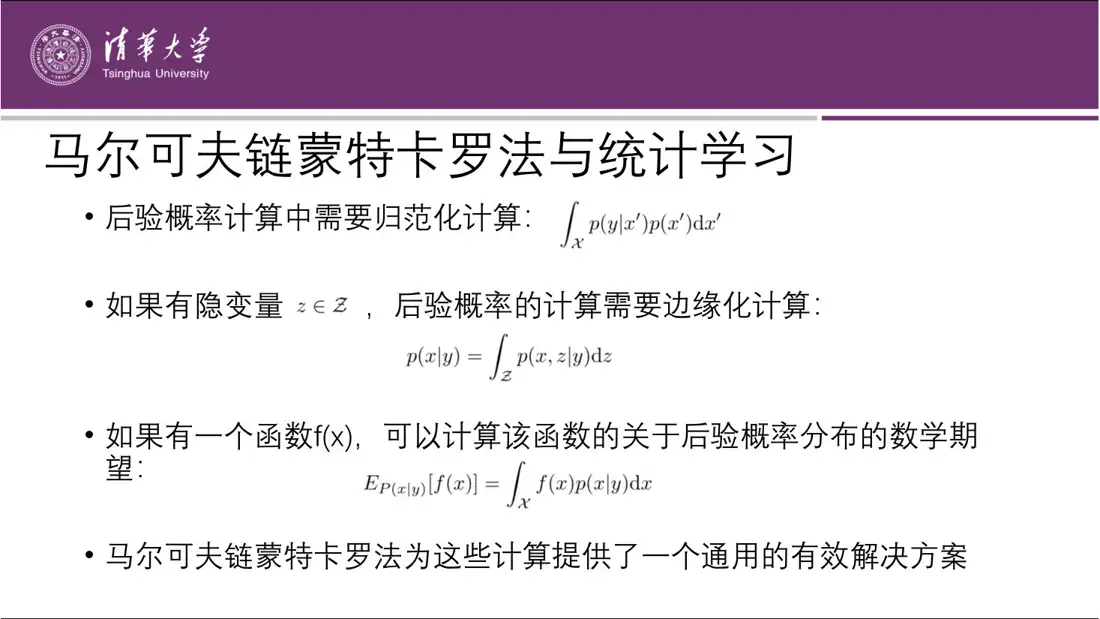 清华大学
Tsinghua University
马尔可夫链蒙特卡罗法与统计学习
• 后验概率计算中需要归范化计算： ∫_𝒳 p(y|x′)p(x′)dx′
• 如果有隐变量 z ∈ 𝒵 ，后验概率的计算需要边缘化计算：
p(x|y) = ∫_𝒵 p(x, z|y)dz
• 如果有一个函数f(x)，可以计算该函数的关于后验概率分布的数学期
望：
E_{P(x|y)}[f(x)] = ∫_𝒳 f(x)p(x|y)dx
• 马尔可夫链蒙特卡罗法为这些计算提供了一个通用的有效解决方案